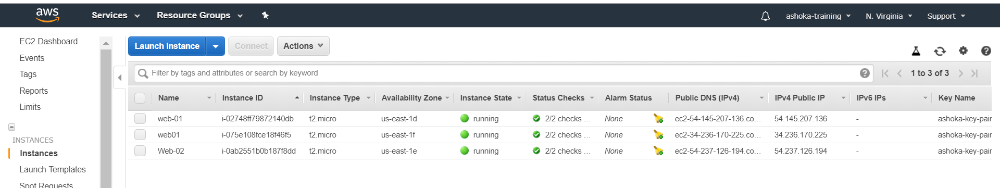 aws Services Resource Groups ashoka-training N. Virginia Support
EC2 Dashboard
Events
Tags
Reports
Limits
INSTANCES
Instances
Launch Templates
Spot Requests
Launch Instance Connect Actions
Filter by tags and attributes or search by keyword ? 1 to 3 of 3
Name Instance ID Instance Type Availability Zone Instance State Status Checks Alarm Status Public DNS (IPv4) IPv4 Public IP IPv6 IPs Key Name
web-01 i-02748ff79872140db t2.micro us-east-1d running 2/2 checks ... None ec2-54-145-207-136.co... 54.145.207.136 - ashoka-key-pair
web01 i-075e108fce18f46f5 t2.micro us-east-1f running 2/2 checks ... None ec2-34-236-170-225.co... 34.236.170.225 - ashoka-key-pair
Web-02 i-0ab2551b0b187f8dd t2.micro us-east-1e running 2/2 checks ... None ec2-54-237-126-194.co... 54.237.126.194 - ashoka-key-pair